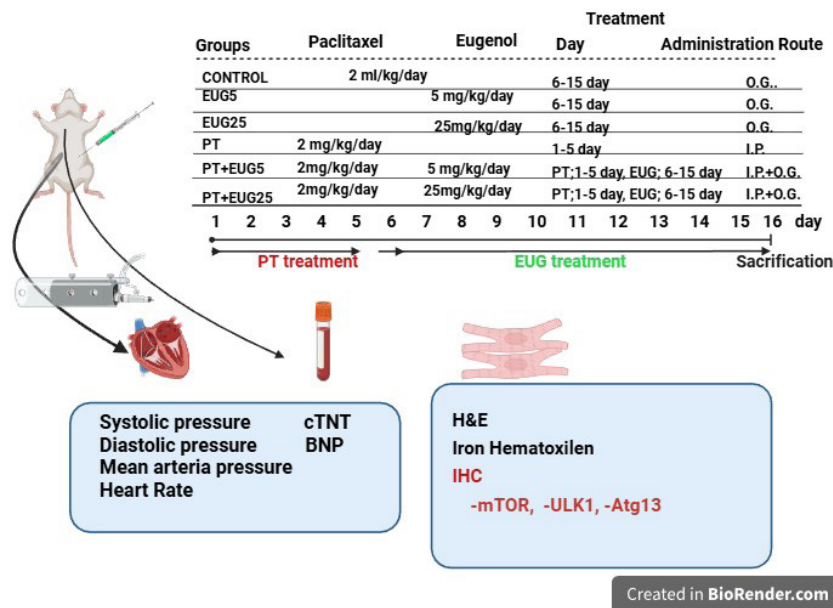 Treatment
Groups Paclitaxel Eugenol Day Administration Route
CONTROL 2 ml/kg/day 6-15 day O.G..
EUG5 5 mg/kg/day 6-15 day O.G.
EUG25 25mg/kg/day 6-15 day O.G.
PT 2 mg/kg/day 1-5 day I.P.
PT+EUG5 2mg/kg/day 5 mg/kg/day PT;1-5 day, EUG; 6-15 day I.P.+O.G.
PT+EUG25 2mg/kg/day 25mg/kg/day PT;1-5 day, EUG; 6-15 day I.P.+O.G.
1 2 3 4 5 6 7 8 9 10 11 12 13 14 15 16 day
PT treatment EUG treatment Sacrification
Systolic pressure cTNT
Diastolic pressure BNP
Mean arteria pressure
Heart Rate
H&E
Iron Hematoxilen
IHC
-mTOR, -ULK1, -Atg13
Created in BioRender.com